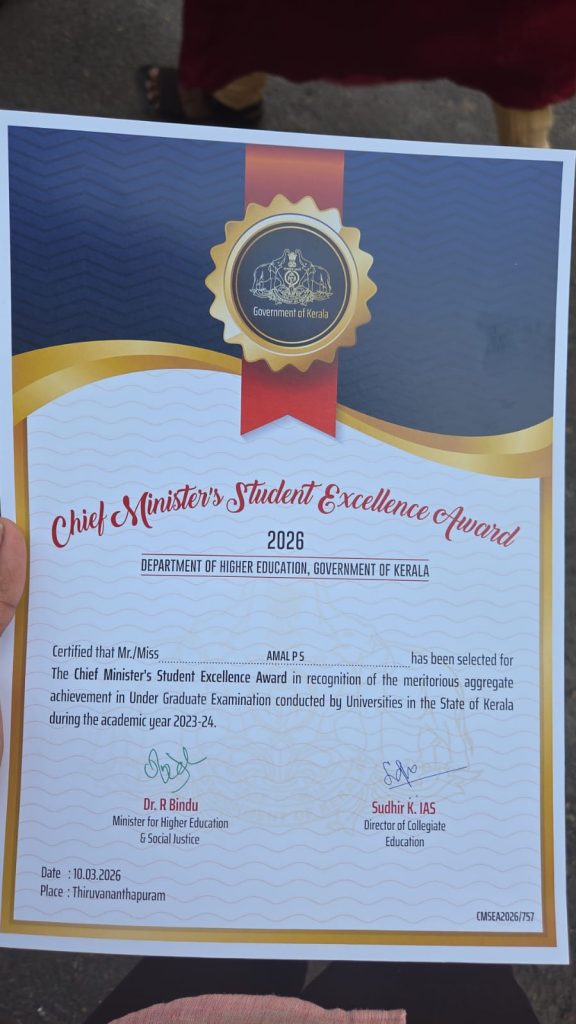 Government of Kerala
Chief Minister's Student Excellence Award
2026
DEPARTMENT OF HIGHER EDUCATION, GOVERNMENT OF KERALA
Certified that Mr./Miss AMAL P S has been selected for
The Chief Minister's Student Excellence Award in recognition of the meritorious aggregate
achievement in Under Graduate Examination conducted by Universities in the State of Kerala
during the academic year 2023-24.
Dr. R Bindu
Minister for Higher Education
& Social Justice
Sudhir K. IAS
Director of Collegiate
Education
Date : 10.03.2026
Place : Thiruvananthapuram
CMSEA2026/757